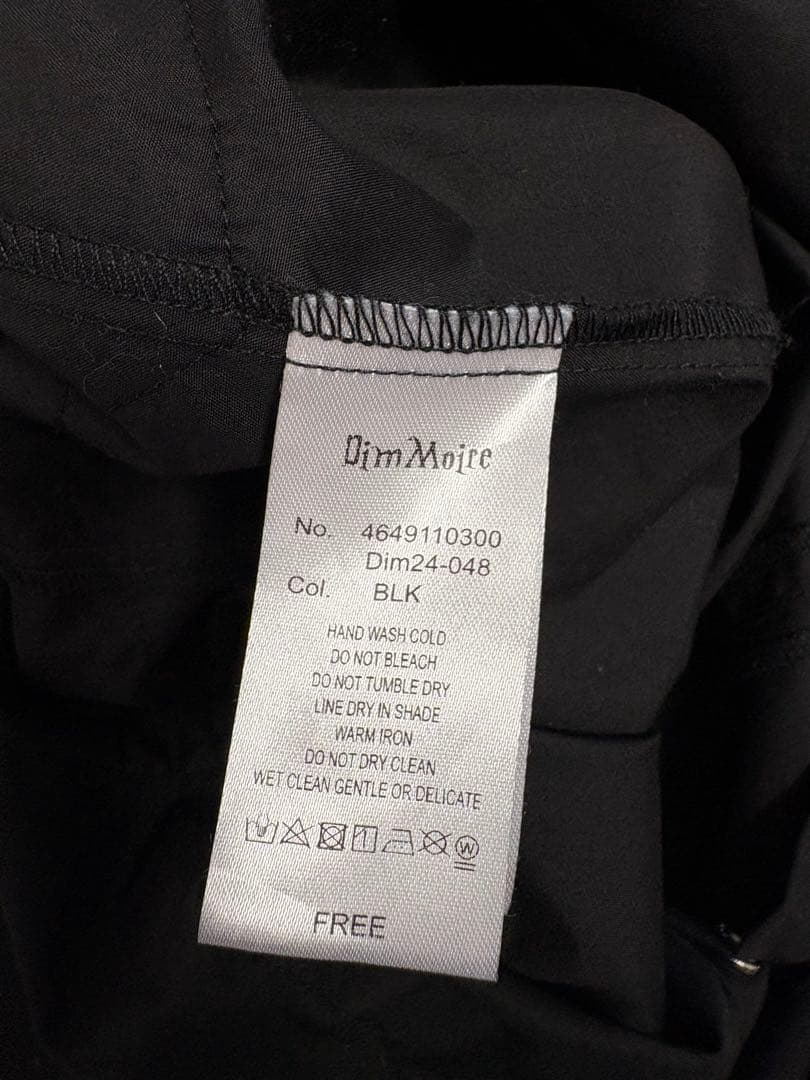 Dim Moire
No. 4649110300
Dim24-048
Col. BLK
HAND WASH COLD
DO NOT BLEACH
DO NOT TUMBLE DRY
LINE DRY IN SHADE
WARM IRON
DO NOT DRY CLEAN
WET CLEAN GENTLE OR DELICATE
W
FREE